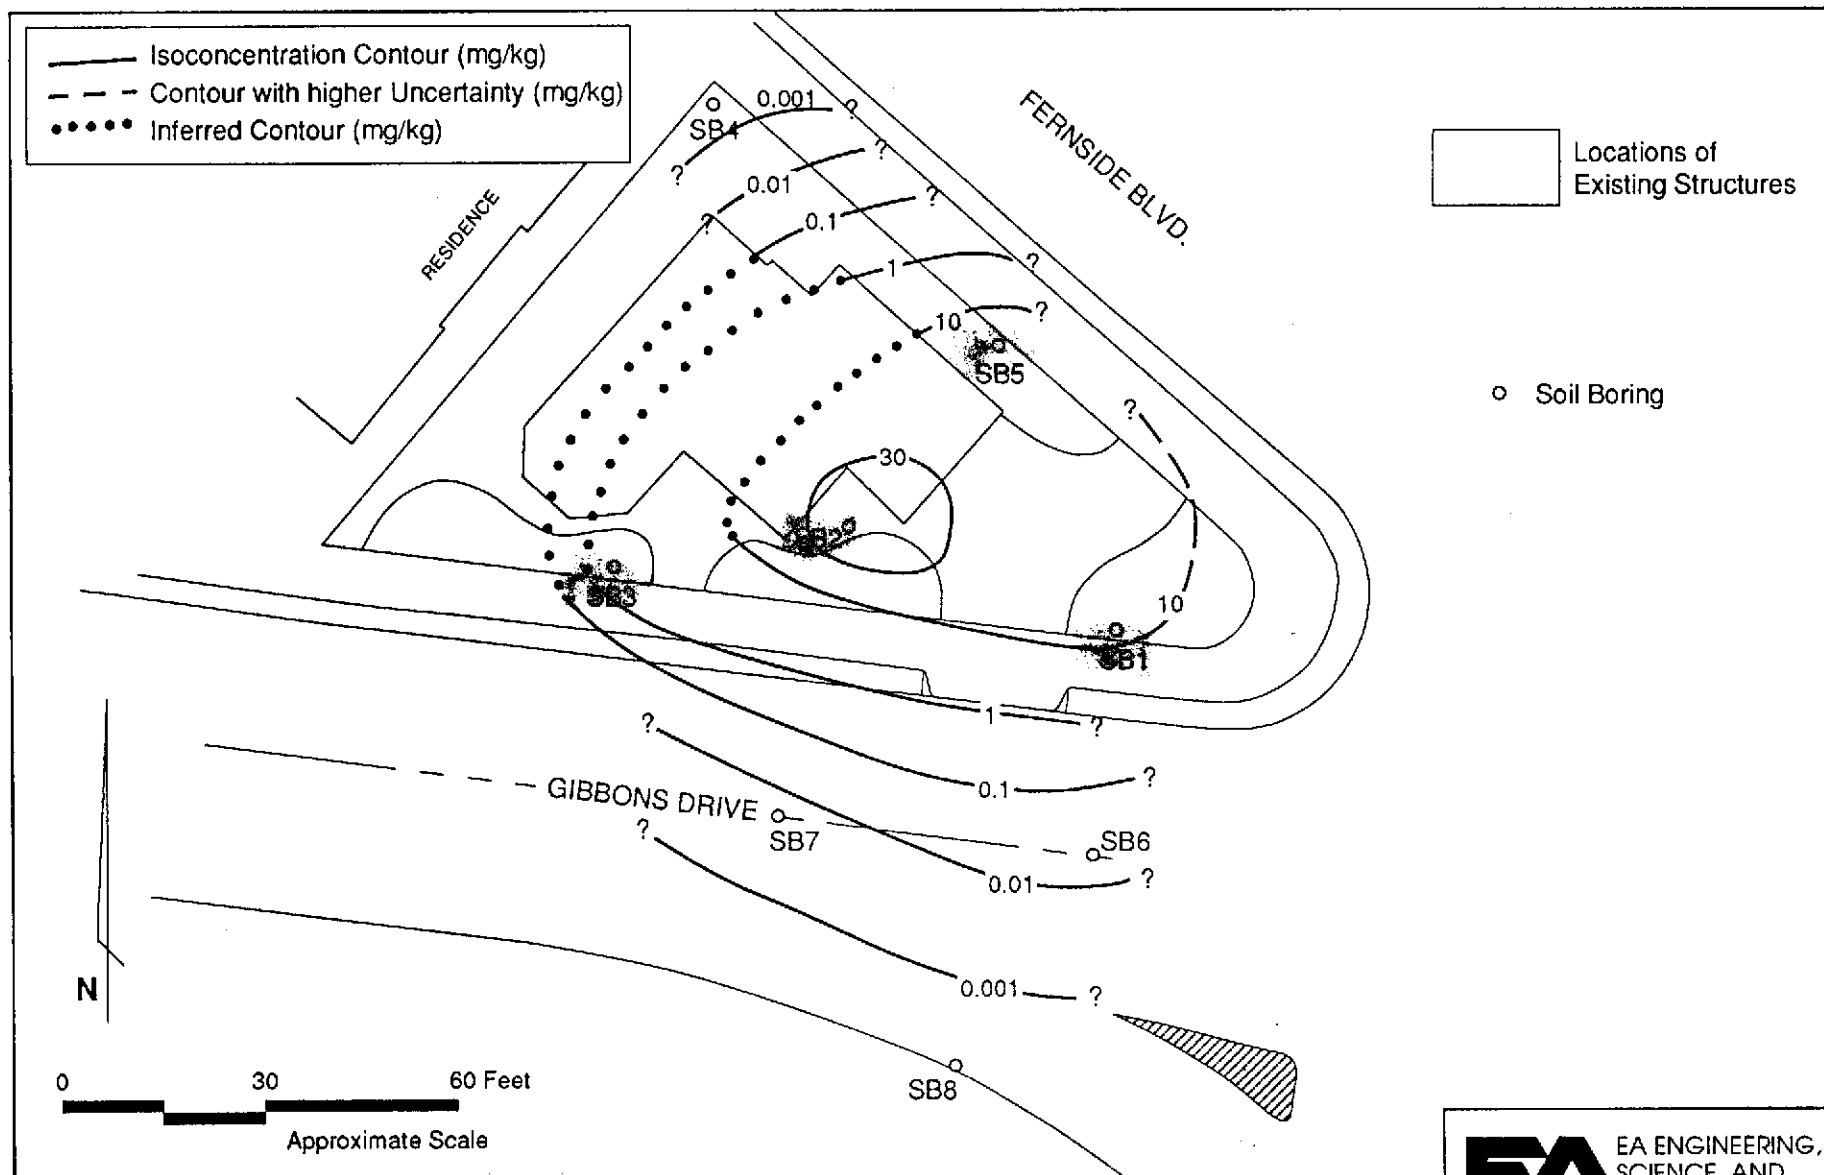 Isoconcentration Contour (mg/kg)
Contour with higher Uncertainty (mg/kg)
Inferred Contour (mg/kg)
0.001
?
SB4
?
FERNSIDE BLVD.
Locations of
Existing Structures
?
0.01
?
?
0.1
RESIDENCE
1
?
10
?
SB5
Soil Boring
?
30
SB2
SB3
10
SB1
1
?
?
0.1
?
GIBBONS DRIVE
SB7
?
SB6
0.01
?
0.001
?
N
SB8
0
30
60 Feet
Approximate Scale
EA
EA ENGINEERING,
SCIENCE, AND